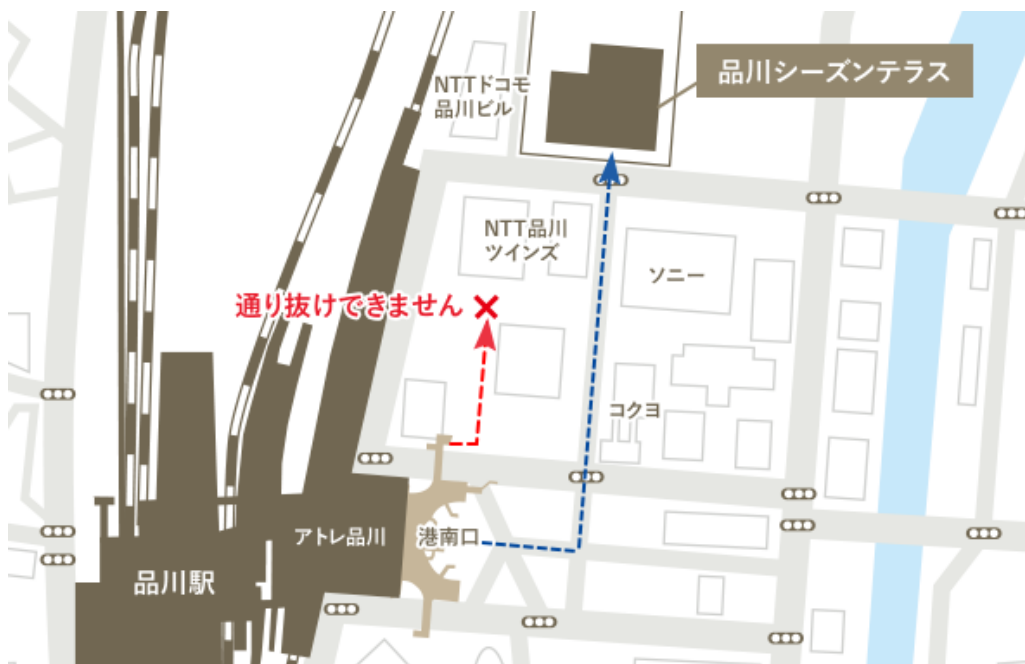 NTTドコモ
品川ビル
品川シーズンテラス
NTT品川
ツインズ
ソニー
通り抜けできません
コクヨ
アトレ品川
港南口
品川駅